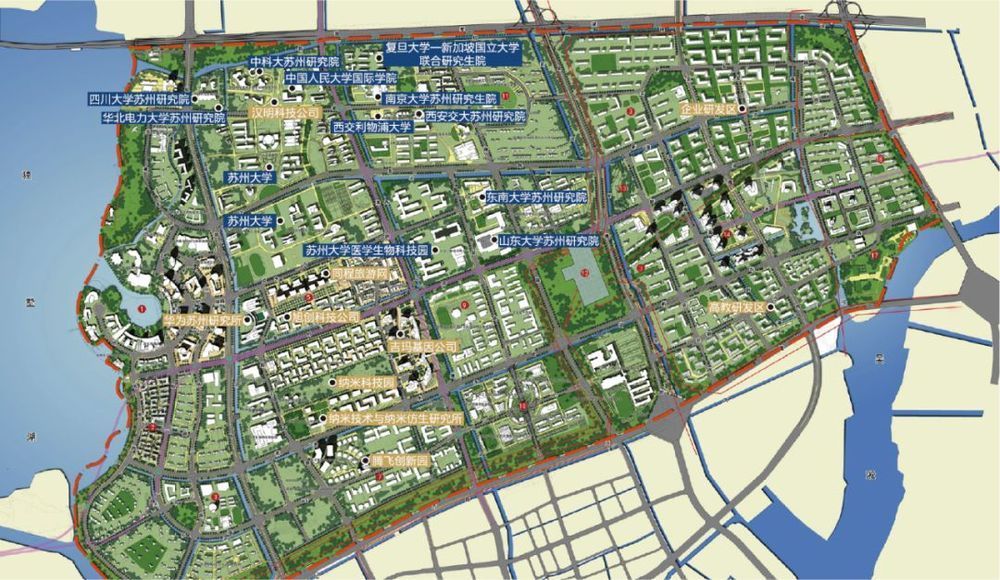 复旦大学—新加坡国立大学
联合研究生院
中科大苏州研究院
中国人民大学国际学院
四川大学苏州研究院
南京大学苏州研究生院
华北电力大学苏州研究院
汉明科技公司
西安交大苏州研究院
西交利物浦大学
企业研发区
苏州大学
东南大学苏州研究院
苏州大学
山东大学苏州研究院
苏州大学医学生物科技园
同程旅游网
华为苏州研究所
旭创科技公司
高教研发区
吉玛基因公司
纳米科技园
纳米技术与纳米仿生研究所
腾飞创新园
墅
湖
11
12
17
9
1